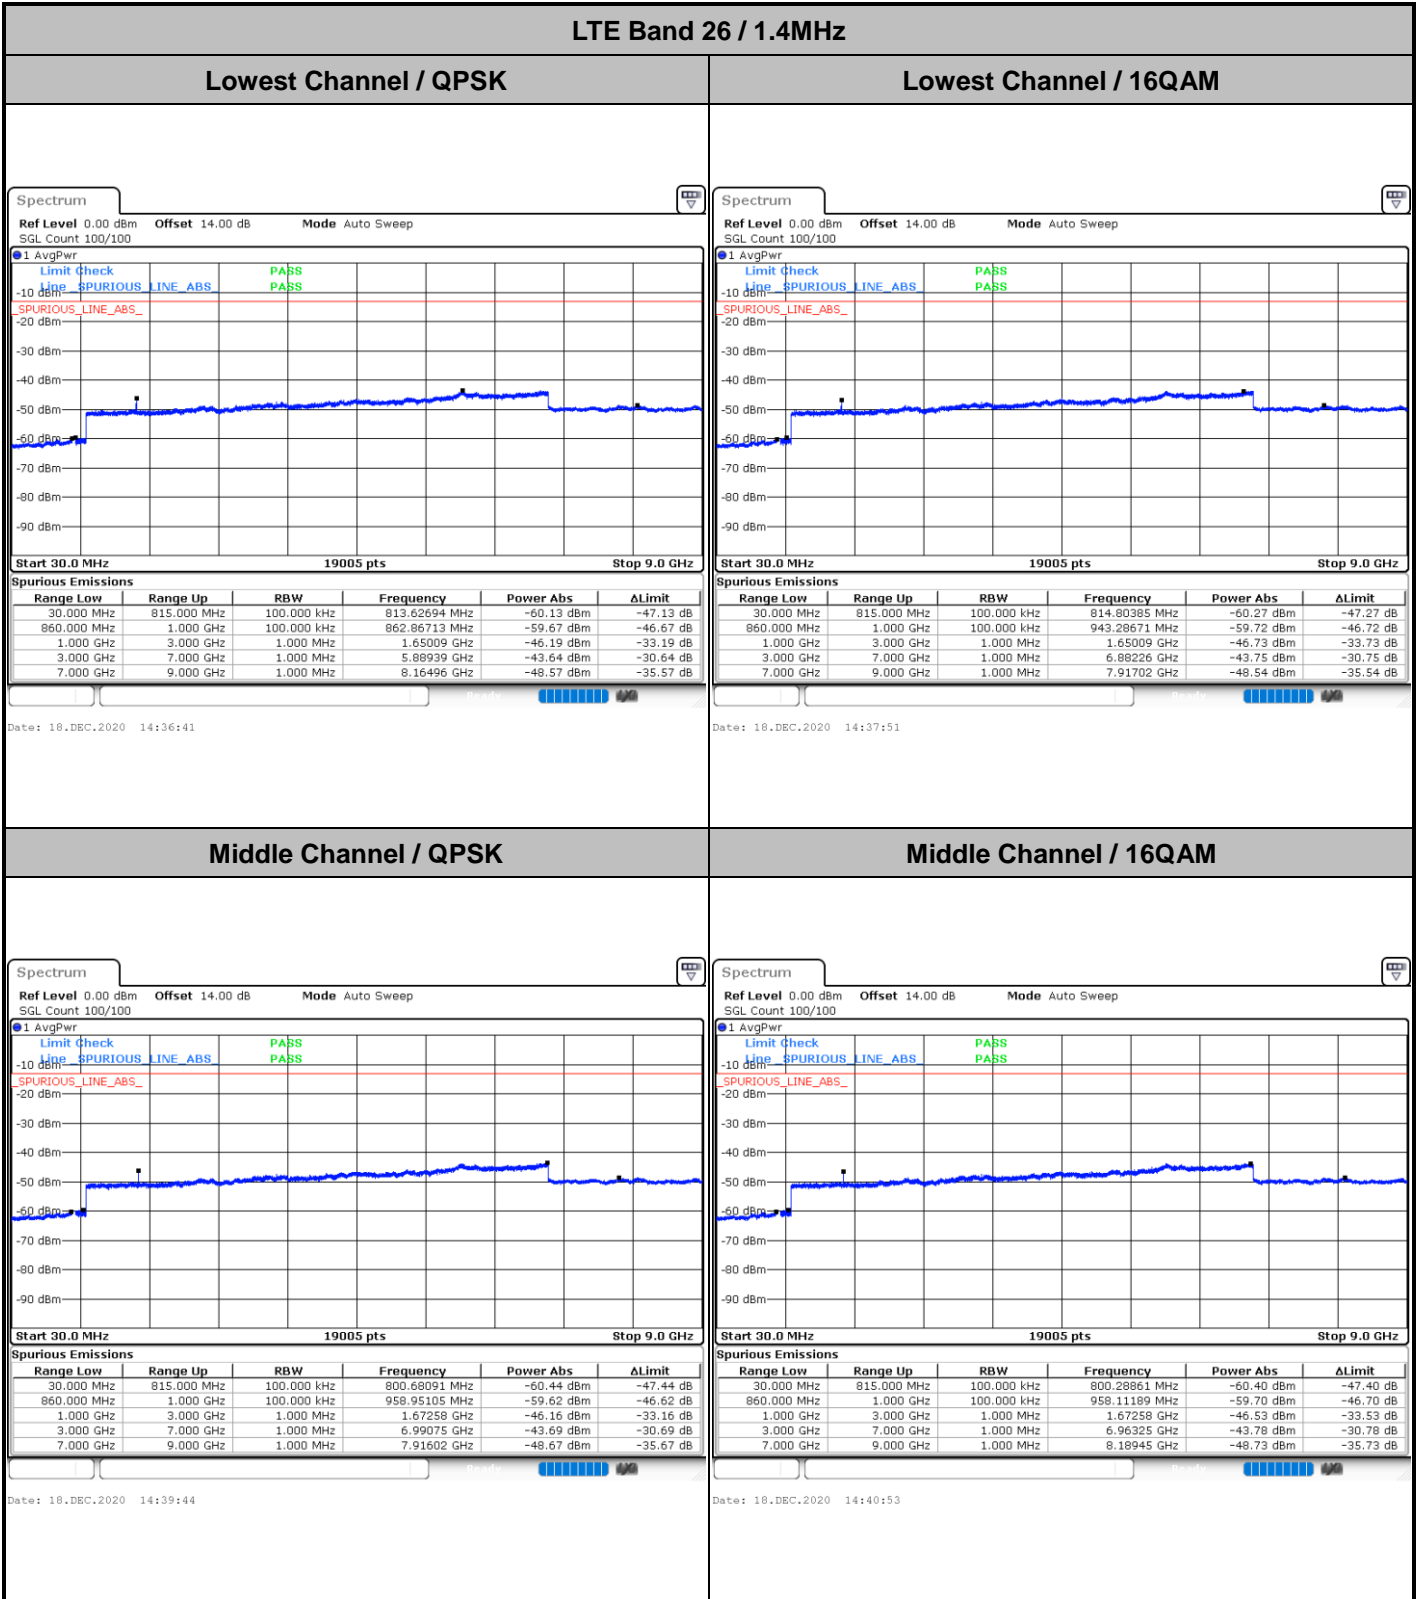 LTE Band 26 / 1.4MHz
Lowest Channel / QPSK
Lowest Channel / 16QAM
Spectrum
Ref Level 0.00 dBm Offset 14.00 dB Mode Auto Sweep
SGL Count 100/100
1 AvgPwr
Limit Check PASS
Line _SPURIOUS_LINE_ABS_ PASS
-10 dBm
_SPURIOUS_LINE_ABS_
-20 dBm
-30 dBm
-40 dBm
-50 dBm
-60 dBm
-70 dBm
-80 dBm
-90 dBm
Start 30.0 MHz 19005 pts Stop 9.0 GHz
Spurious Emissions
Range Low Range Up RBW Frequency Power Abs ΔLimit
30.000 MHz 815.000 MHz 100.000 kHz 813.62694 MHz -60.13 dBm -47.13 dB
860.000 MHz 1.000 GHz 100.000 kHz 862.86713 MHz -59.67 dBm -46.67 dB
1.000 GHz 3.000 GHz 1.000 MHz 1.65009 GHz -46.19 dBm -33.19 dB
3.000 GHz 7.000 GHz 1.000 MHz 5.88939 GHz -43.64 dBm -30.64 dB
7.000 GHz 9.000 GHz 1.000 MHz 8.16496 GHz -48.57 dBm -35.57 dB
Ready
Date: 18.DEC.2020 14:36:41
Spectrum
Ref Level 0.00 dBm Offset 14.00 dB Mode Auto Sweep
SGL Count 100/100
1 AvgPwr
Limit Check PASS
Line _SPURIOUS_LINE_ABS_ PASS
-10 dBm
_SPURIOUS_LINE_ABS_
-20 dBm
-30 dBm
-40 dBm
-50 dBm
-60 dBm
-70 dBm
-80 dBm
-90 dBm
Start 30.0 MHz 19005 pts Stop 9.0 GHz
Spurious Emissions
Range Low Range Up RBW Frequency Power Abs ΔLimit
30.000 MHz 815.000 MHz 100.000 kHz 814.80385 MHz -60.27 dBm -47.27 dB
860.000 MHz 1.000 GHz 100.000 kHz 943.28671 MHz -59.72 dBm -46.72 dB
1.000 GHz 3.000 GHz 1.000 MHz 1.65009 GHz -46.73 dBm -33.73 dB
3.000 GHz 7.000 GHz 1.000 MHz 6.88226 GHz -43.75 dBm -30.75 dB
7.000 GHz 9.000 GHz 1.000 MHz 7.91702 GHz -48.54 dBm -35.54 dB
Ready
Date: 18.DEC.2020 14:37:51
Middle Channel / QPSK
Middle Channel / 16QAM
Spectrum
Ref Level 0.00 dBm Offset 14.00 dB Mode Auto Sweep
SGL Count 100/100
1 AvgPwr
Limit Check PASS
Line _SPURIOUS_LINE_ABS_ PASS
-10 dBm
_SPURIOUS_LINE_ABS_
-20 dBm
-30 dBm
-40 dBm
-50 dBm
-60 dBm
-70 dBm
-80 dBm
-90 dBm
Start 30.0 MHz 19005 pts Stop 9.0 GHz
Spurious Emissions
Range Low Range Up RBW Frequency Power Abs ΔLimit
30.000 MHz 815.000 MHz 100.000 kHz 800.68091 MHz -60.44 dBm -47.44 dB
860.000 MHz 1.000 GHz 100.000 kHz 958.95105 MHz -59.62 dBm -46.62 dB
1.000 GHz 3.000 GHz 1.000 MHz 1.67258 GHz -46.16 dBm -33.16 dB
3.000 GHz 7.000 GHz 1.000 MHz 6.99075 GHz -43.69 dBm -30.69 dB
7.000 GHz 9.000 GHz 1.000 MHz 7.91602 GHz -48.67 dBm -35.67 dB
Ready
Date: 18.DEC.2020 14:39:44
Spectrum
Ref Level 0.00 dBm Offset 14.00 dB Mode Auto Sweep
SGL Count 100/100
1 AvgPwr
Limit Check PASS
Line _SPURIOUS_LINE_ABS_ PASS
-10 dBm
_SPURIOUS_LINE_ABS_
-20 dBm
-30 dBm
-40 dBm
-50 dBm
-60 dBm
-70 dBm
-80 dBm
-90 dBm
Start 30.0 MHz 19005 pts Stop 9.0 GHz
Spurious Emissions
Range Low Range Up RBW Frequency Power Abs ΔLimit
30.000 MHz 815.000 MHz 100.000 kHz 800.28861 MHz -60.40 dBm -47.40 dB
860.000 MHz 1.000 GHz 100.000 kHz 958.11189 MHz -59.70 dBm -46.70 dB
1.000 GHz 3.000 GHz 1.000 MHz 1.67258 GHz -46.53 dBm -33.53 dB
3.000 GHz 7.000 GHz 1.000 MHz 6.96325 GHz -43.78 dBm -30.78 dB
7.000 GHz 9.000 GHz 1.000 MHz 8.18945 GHz -48.73 dBm -35.73 dB
Ready
Date: 18.DEC.2020 14:40:53